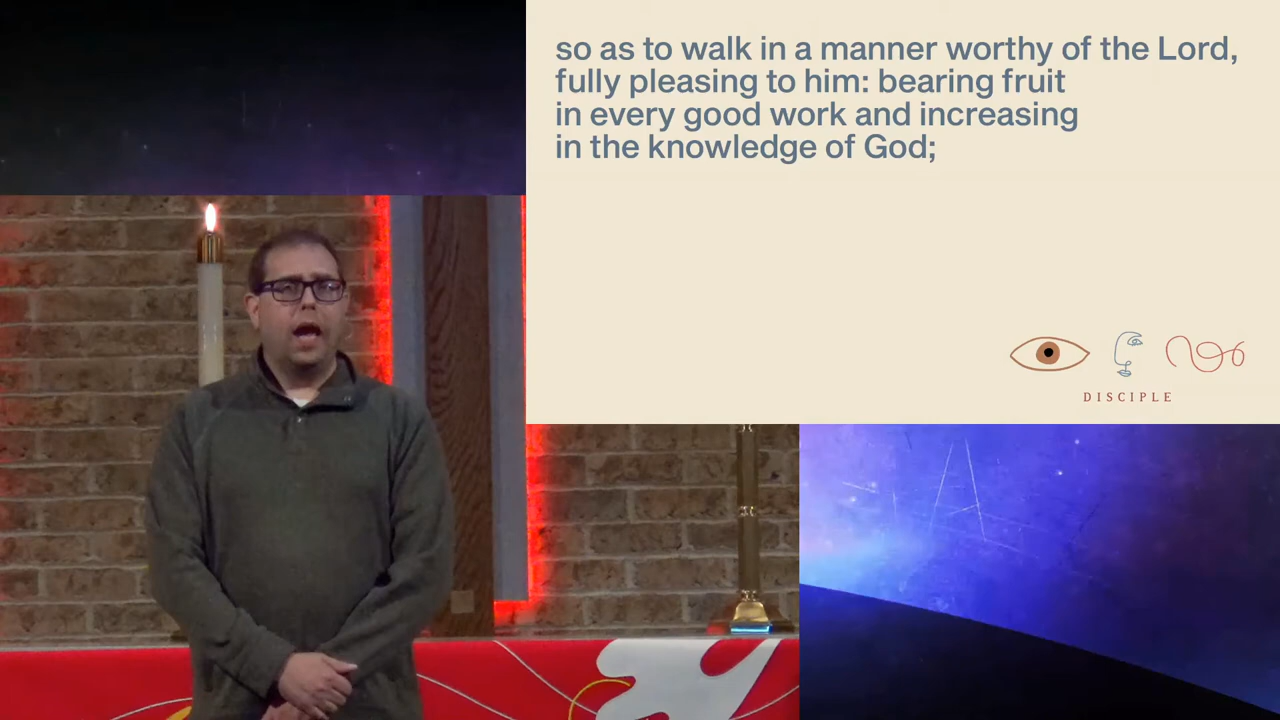 so as to walk in a manner worthy of the Lord,
fully pleasing to him: bearing fruit
in every good work and increasing
in the knowledge of God;
DISCIPLE